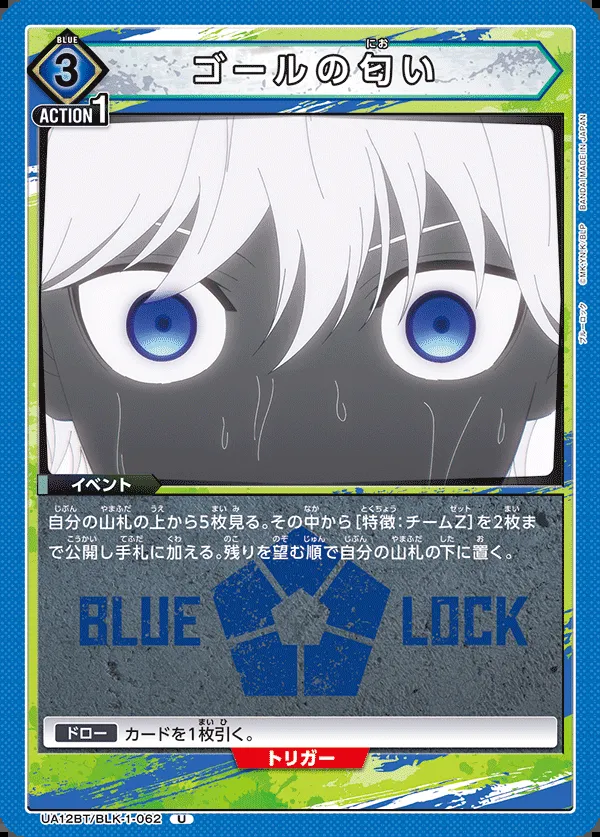 BLUE
3
ゴールの匂い
にお
ACTION1
©MK·YN,K/BLP BANDAI MADE IN JAPAN
ブルーロック
イベント
自分の山札の上から5枚見る。その中から[特徴:チームZ]を2枚ま
で公開し手札に加える。残りを望む順で自分の山札の下に置く。
BLUE LOCK
ドロー カードを1枚引く。
トリガー
UA12BT/BLK-1-062 U